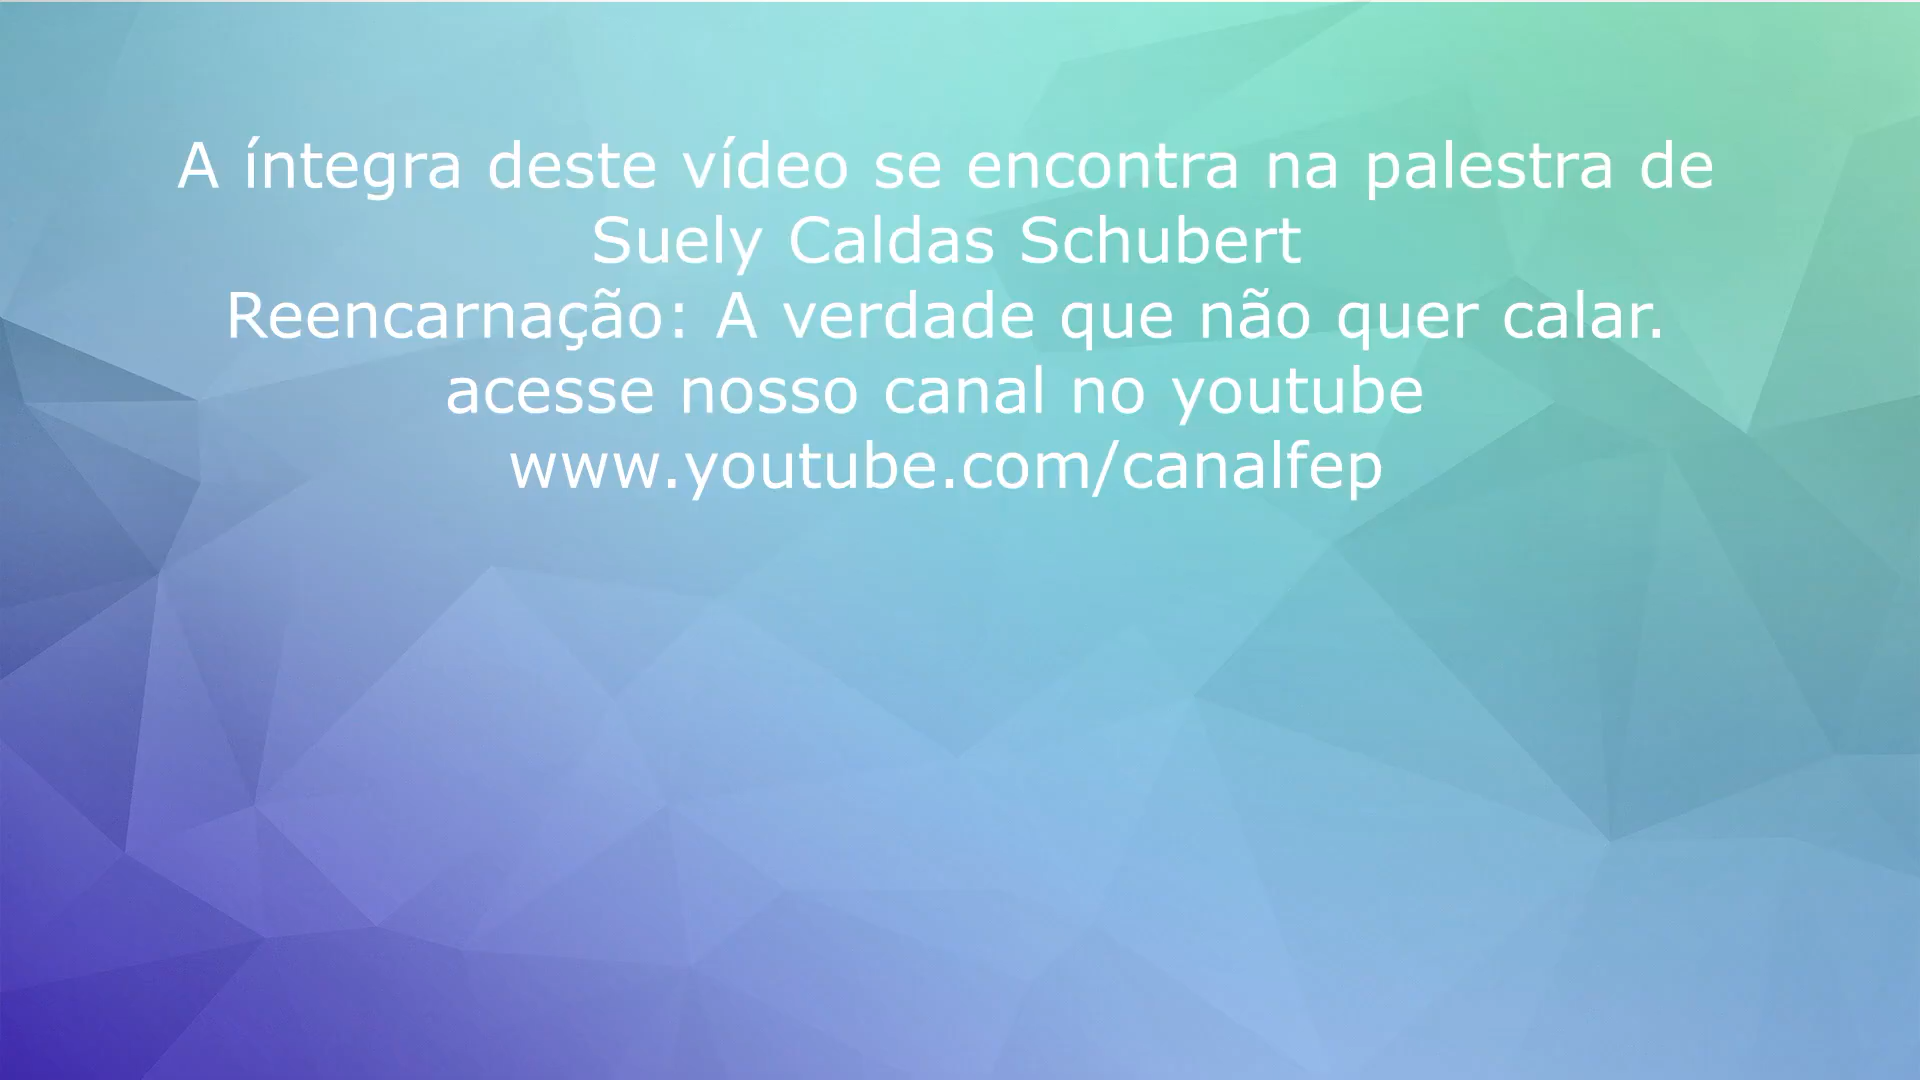 A íntegra deste vídeo se encontra na palestra de
Suely Caldas Schubert
Reencarnação: A verdade que não quer calar.
acesse nosso canal no youtube
www.youtube.com/canalfep